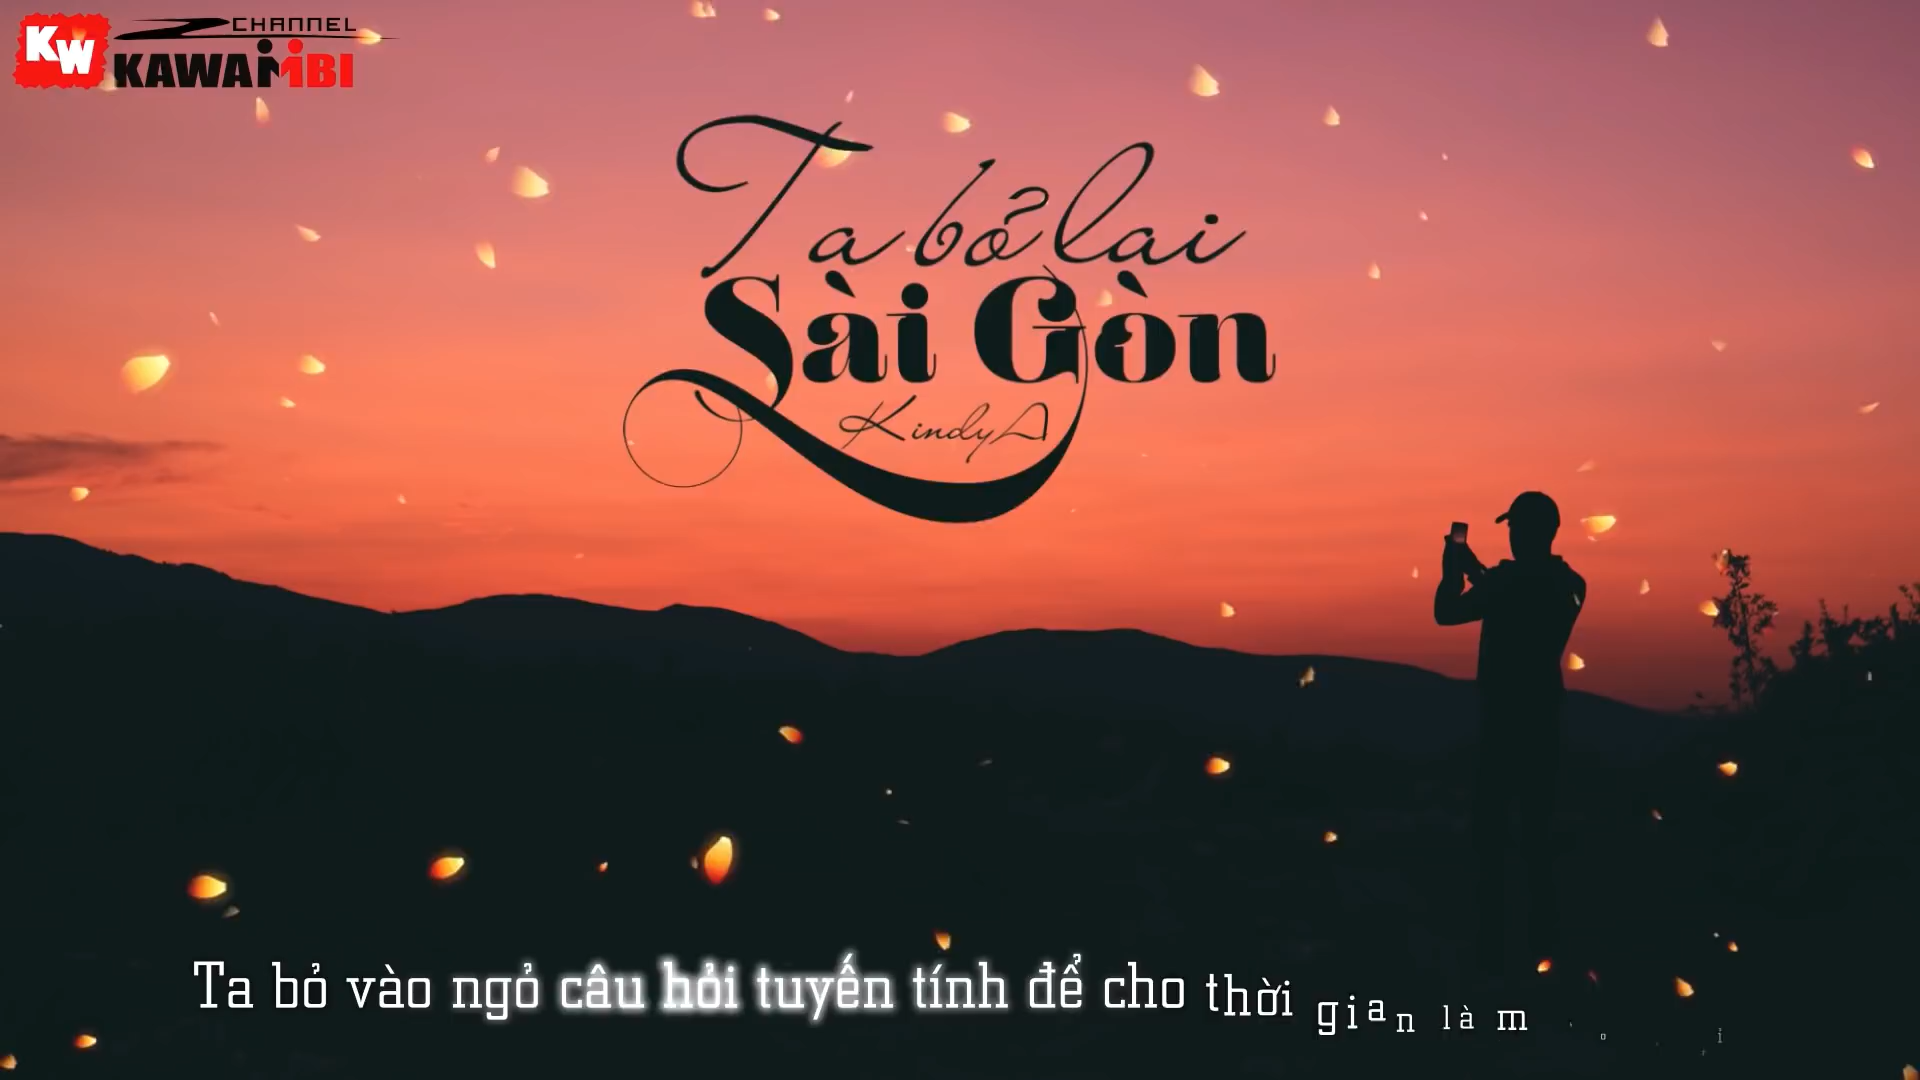 KW CHANNEL
KAWAIIBI
Ta bỏ lại
Sài Gòn
KindyA
Ta bỏ vào ngỏ câu hỏi tuyến tính để cho thời gian làm